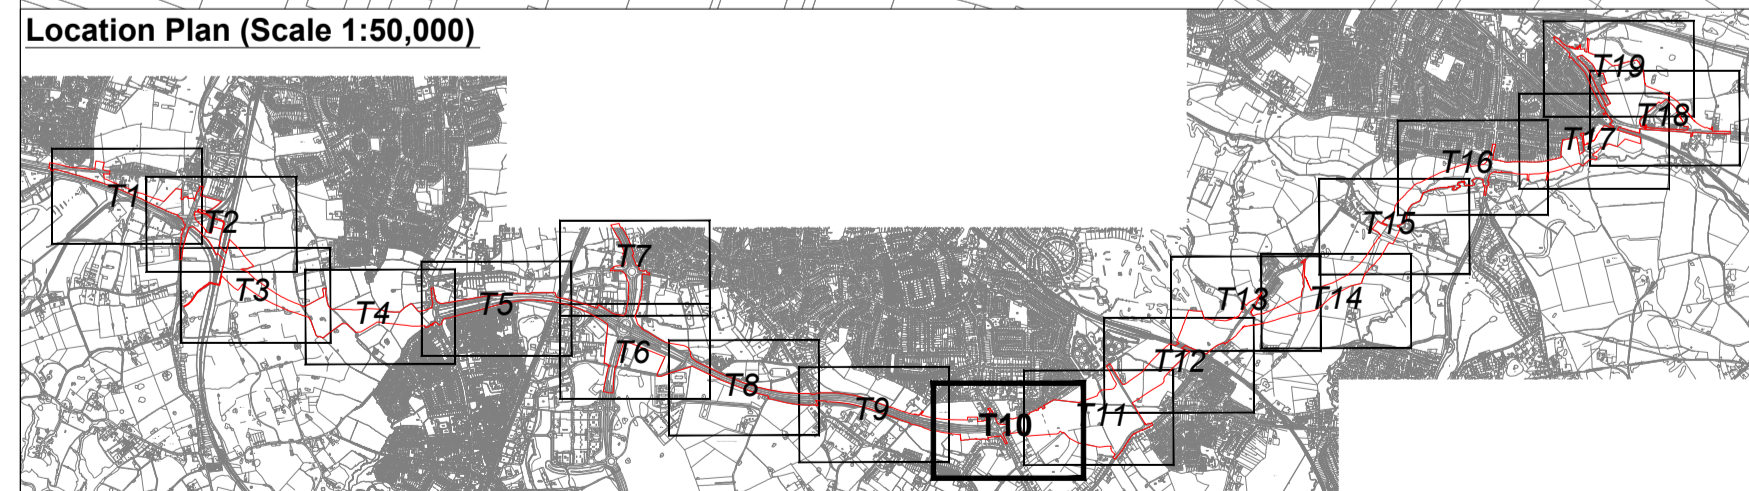 Location Plan (Scale 1:50,000)
T1
T2
T3
T4
T5
T6
T7
T8
T9
T10
T11
T12
T13
T14
T15
T16
T17
T18
T19